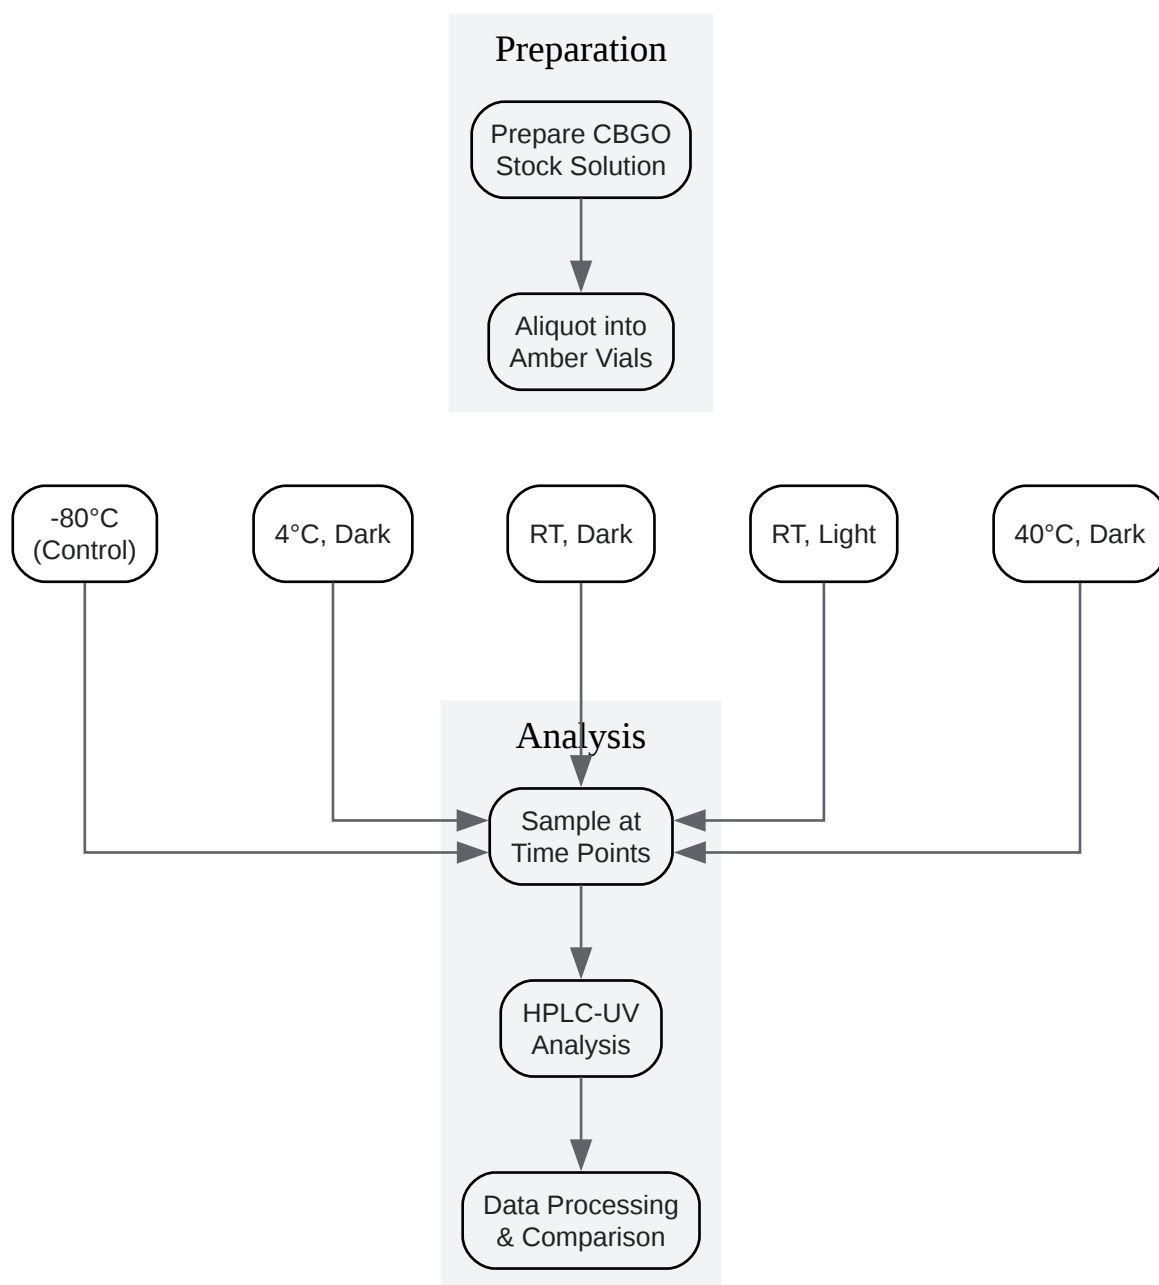 Preparation
Prepare CBGO
Stock Solution
Aliquot into
Amber Vials
-80°C
(Control)
4°C, Dark
RT, Dark
RT, Light
40°C, Dark
Analysis
Sample at
Time Points
HPLC-UV
Analysis
Data Processing
& Comparison